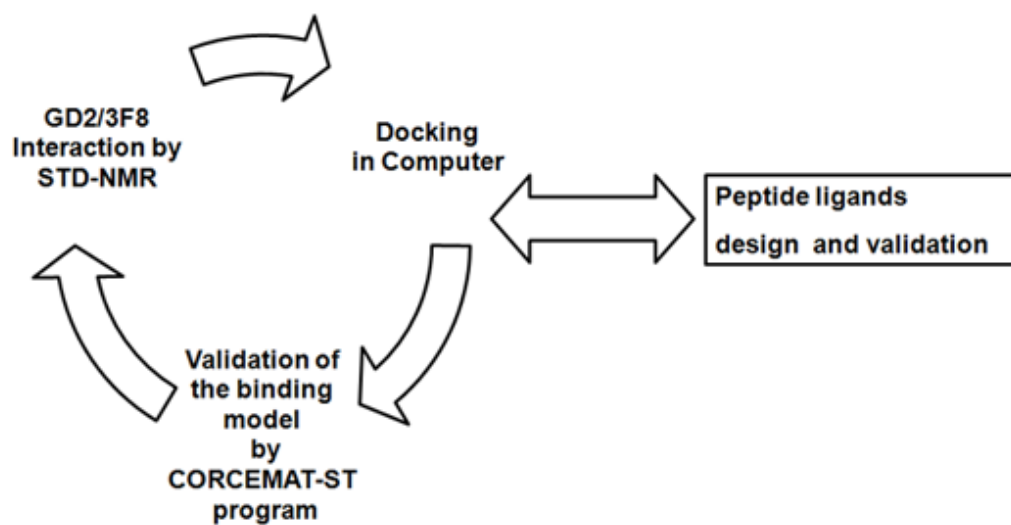 GD2/3F8
Interaction by
STD-NMR
Docking
in Computer
Peptide ligands
design and validation
Validation of
the binding
model
by
CORCEMAT-ST
program